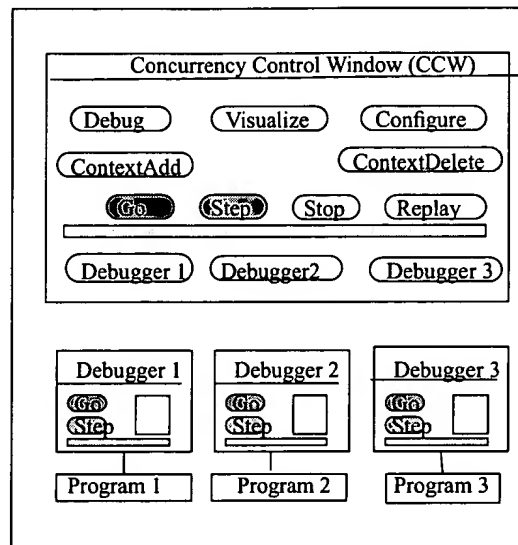 Concurrency Control Window (CCW)
Debug Visualize Configure
ContextAdd ContextDelete
Go Step Stop Replay
Debugger 1 Debugger2 Debugger 3
Debugger 1 Debugger 2 Debugger 3
Go Go Go
Step Step Step
Program 1 Program 2 Program 3